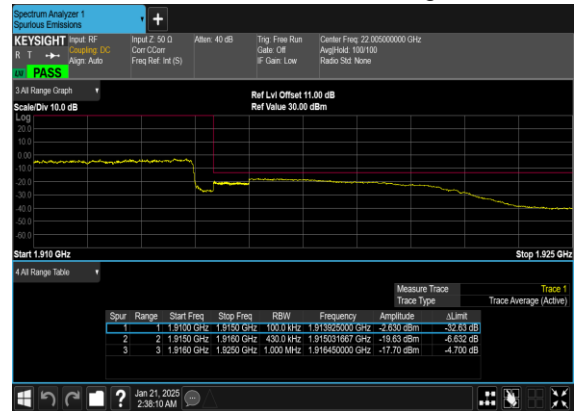 Spectrum Analyzer 1
Spurious Emissions
KEYSIGHT Input: RF Input Z: 50 Ω Atten: 40 dB Trig: Free Run Center Freq: 22.005000000 GHz
R T Coupling: DC Corr CCorr Gate: Off Avg|Hold: 100/100
Align: Auto Freq Ref: Int (S) IF Gain: Low Radio Std: None
PASS
3 All Range Graph
Ref Lvl Offset 11.00 dB
Scale/Div 10.0 dB Ref Value 30.00 dBm
Log
20.0
10.0
0.00
-10.0
-20.0
-30.0
-40.0
-50.0
-60.0
Start 1.910 GHz Stop 1.925 GHz
4 All Range Table
Measure Trace Trace 1
Trace Type Trace Average (Active)
Spur Range Start Freq Stop Freq RBW Frequency Amplitude ΔLimit
1 1 1.9100 GHz 1.9150 GHz 100.0 kHz 1.913925000 GHz -2.630 dBm -32.63 dB
2 2 1.9150 GHz 1.9160 GHz 430.0 kHz 1.915031667 GHz -19.63 dBm -6.632 dB
3 3 1.9160 GHz 1.9250 GHz 1.000 MHz 1.916450000 GHz -17.70 dBm -4.700 dB
Jan 21, 2025
2:38:10 AM